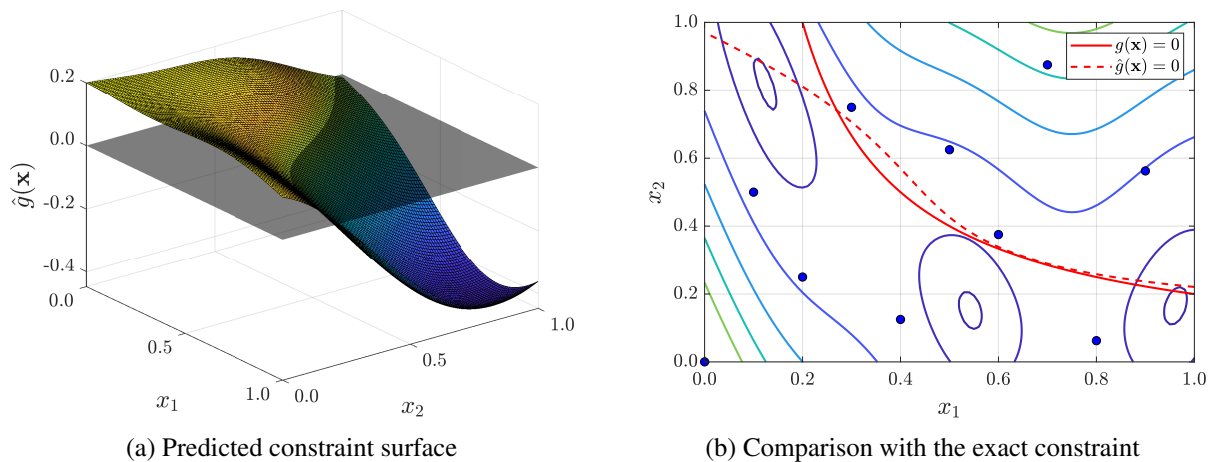 0.2
0.0
-0.2
-0.4
ĝ(x)
0.0
0.5
1.0
x₁
0.0
0.5
1.0
x₂
(a) Predicted constraint surface
1.0
0.8
0.6
0.4
0.2
0.0
x₂
g(x) = 0
ĝ(x) = 0
0.0 0.2 0.4 0.6 0.8 1.0
x₁
(b) Comparison with the exact constraint